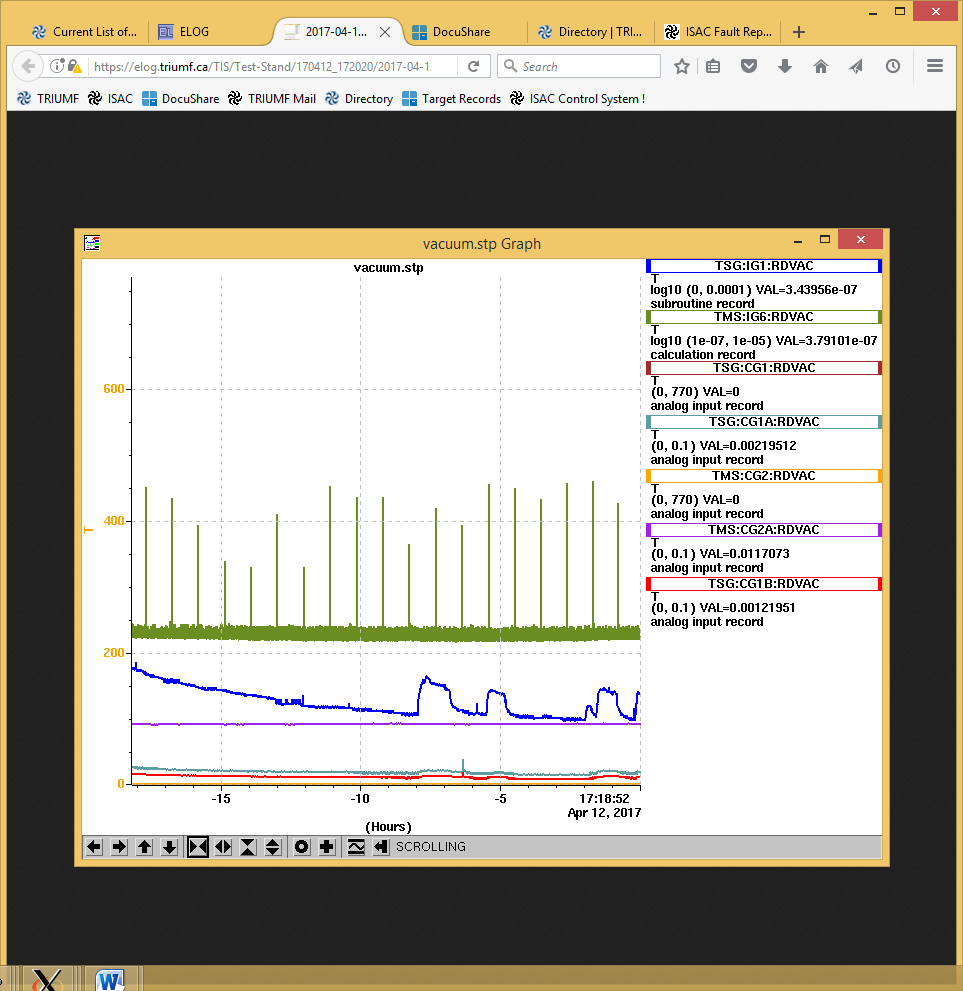 Current List of...
ELOG
2017-04-1...
DocuShare
Directory | TRI...
ISAC Fault Rep...
https://elog.triumf.ca/TIS/Test-Stand/170412_172020/2017-04-1
Search
TRIUMF
ISAC
DocuShare
TRIUMF Mail
Directory
Target Records
ISAC Control System !
vacuum.stp Graph
vacuum.stp
600
400
200
0
T
-15
-10
-5
17:18:52
Apr 12, 2017
(Hours)
TSG:IG1:RDVAC
T
log10 (0, 0.0001) VAL=3.43956e-07
subroutine record
TMS:IG6:RDVAC
T
log10 (1e-07, 1e-05) VAL=3.79101e-07
calculation record
TSG:CG1:RDVAC
T
(0, 770) VAL=0
analog input record
TSG:CG1A:RDVAC
T
(0, 0.1) VAL=0.00219512
analog input record
TMS:CG2:RDVAC
T
(0, 770) VAL=0
analog input record
TMS:CG2A:RDVAC
T
(0, 0.1) VAL=0.0117073
analog input record
TSG:CG1B:RDVAC
T
(0, 0.1) VAL=0.00121951
analog input record
SCROLLING